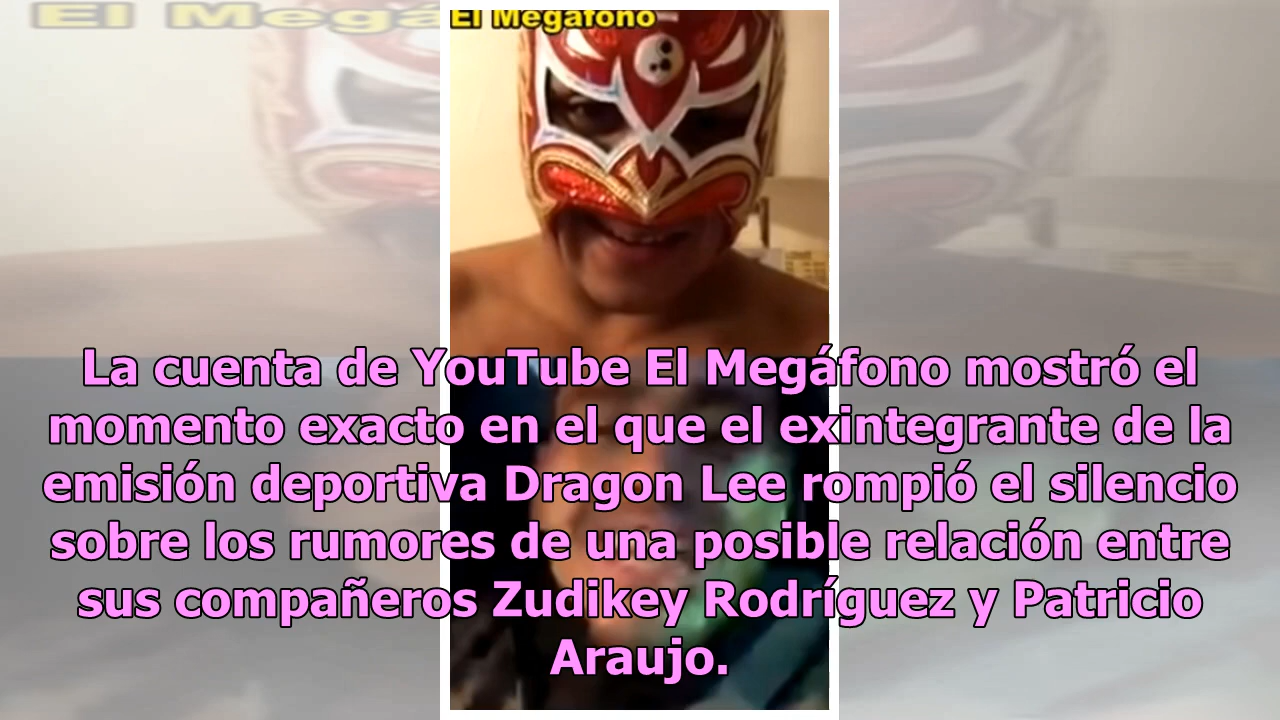 El Megáfono
La cuenta de YouTube El Megáfono mostró el
momento exacto en el que el exintegrante de la
emisión deportiva Dragon Lee rompió el silencio
sobre los rumores de una posible relación entre
sus compañeros Zudikey Rodríguez y Patricio
Araujo.